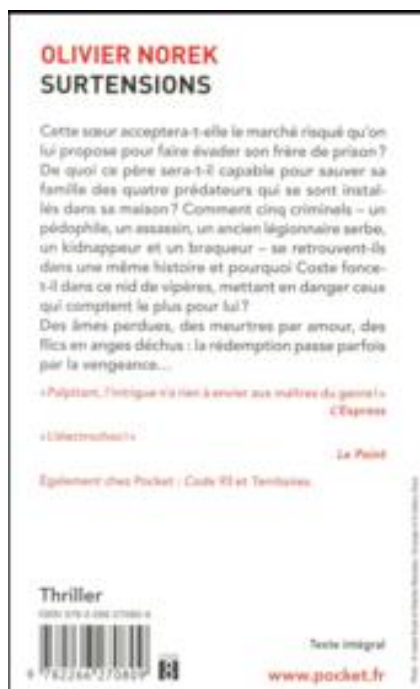 OLIVIER NOREK
SURTENSIONS
Cette sœur acceptera-t-elle le marché risqué qu'on
lui propose pour faire évader son frère de prison ?
De quoi ce père sera-t-il capable pour sauver sa
famille des quatre prédateurs qui se sont instal-
lés dans sa maison ? Comment cinq criminels – un
pédophile, un assassin, un ancien légionnaire serbe,
un kidnappeur et un braqueur – se retrouvent-ils
dans une même histoire et pourquoi Coste fonce-
t-il dans ce nid de vipères, mettant en danger ceux
qui comptent le plus pour lui ?
Des âmes perdues, des meurtres par amour, des
flics en anges déchus : la rédemption passe parfois
par la vengeance...
« Palpitant, l'intrigue n'a rien à envier aux maîtres du genre ! »
L'Express
« L'électrochoc ! »
Le Point
Également chez Pocket : Code 93 et Territoires.
Thriller
Texte intégral
9 782266 270809
www.pocket.fr